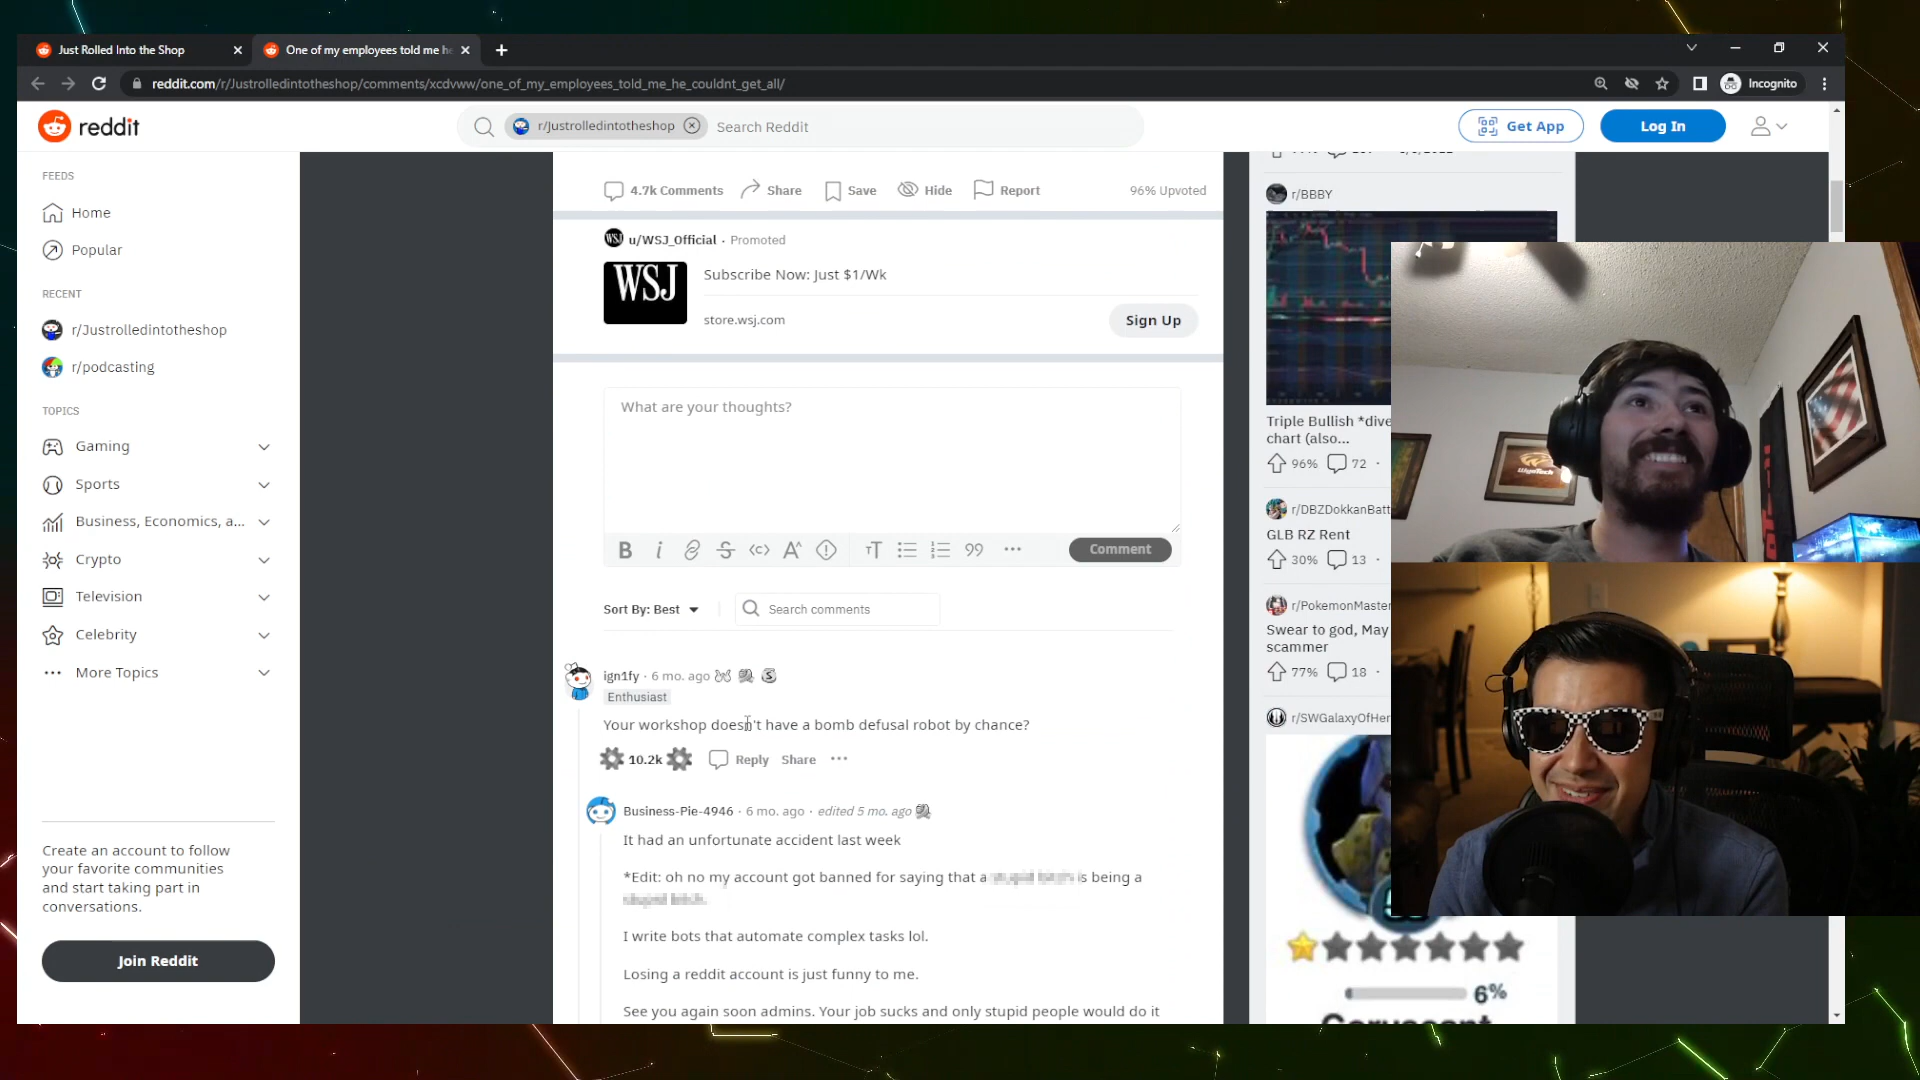 Just Rolled Into the Shop
One of my employees told me he
reddit.com/r/Justrolledintotheshop/comments/xcdvww/one_of_my_employees_told_me_he_couldnt_get_all/
Incognito
reddit
r/Justrolledintotheshop
Search Reddit
Get App
Log In
FEEDS
Home
Popular
RECENT
r/Justrolledintotheshop
r/podcasting
TOPICS
Gaming
Sports
Business, Economics, a...
Crypto
Television
Celebrity
More Topics
Create an account to follow
your favorite communities
and start taking part in
conversations.
Join Reddit
4.7k Comments
Share
Save
Hide
Report
96% Upvoted
WSJ
u/WSJ_Official · Promoted
WSJ
Subscribe Now: Just $1/Wk
store.wsj.com
Sign Up
What are your thoughts?
Comment
Sort By: Best
Search comments
ign1fy · 6 mo. ago
Enthusiast
Your workshop doesn't have a bomb defusal robot by chance?
10.2k
Reply
Share
Business-Pie-4946 · 6 mo. ago · edited 5 mo. ago
It had an unfortunate accident last week
*Edit: oh no my account got banned for saying that a is being a
I write bots that automate complex tasks lol.
Losing a reddit account is just funny to me.
See you again soon admins. Your job sucks and only stupid people would do it
r/BBBY
Triple Bullish *dive
chart (also...
96% 72 ·
r/DBZDokkanBatt
GLB RZ Rent
30% 13 ·
r/PokemonMaster
Swear to god, May
scammer
77% 18 ·
r/SWGalaxyOfHer
6%